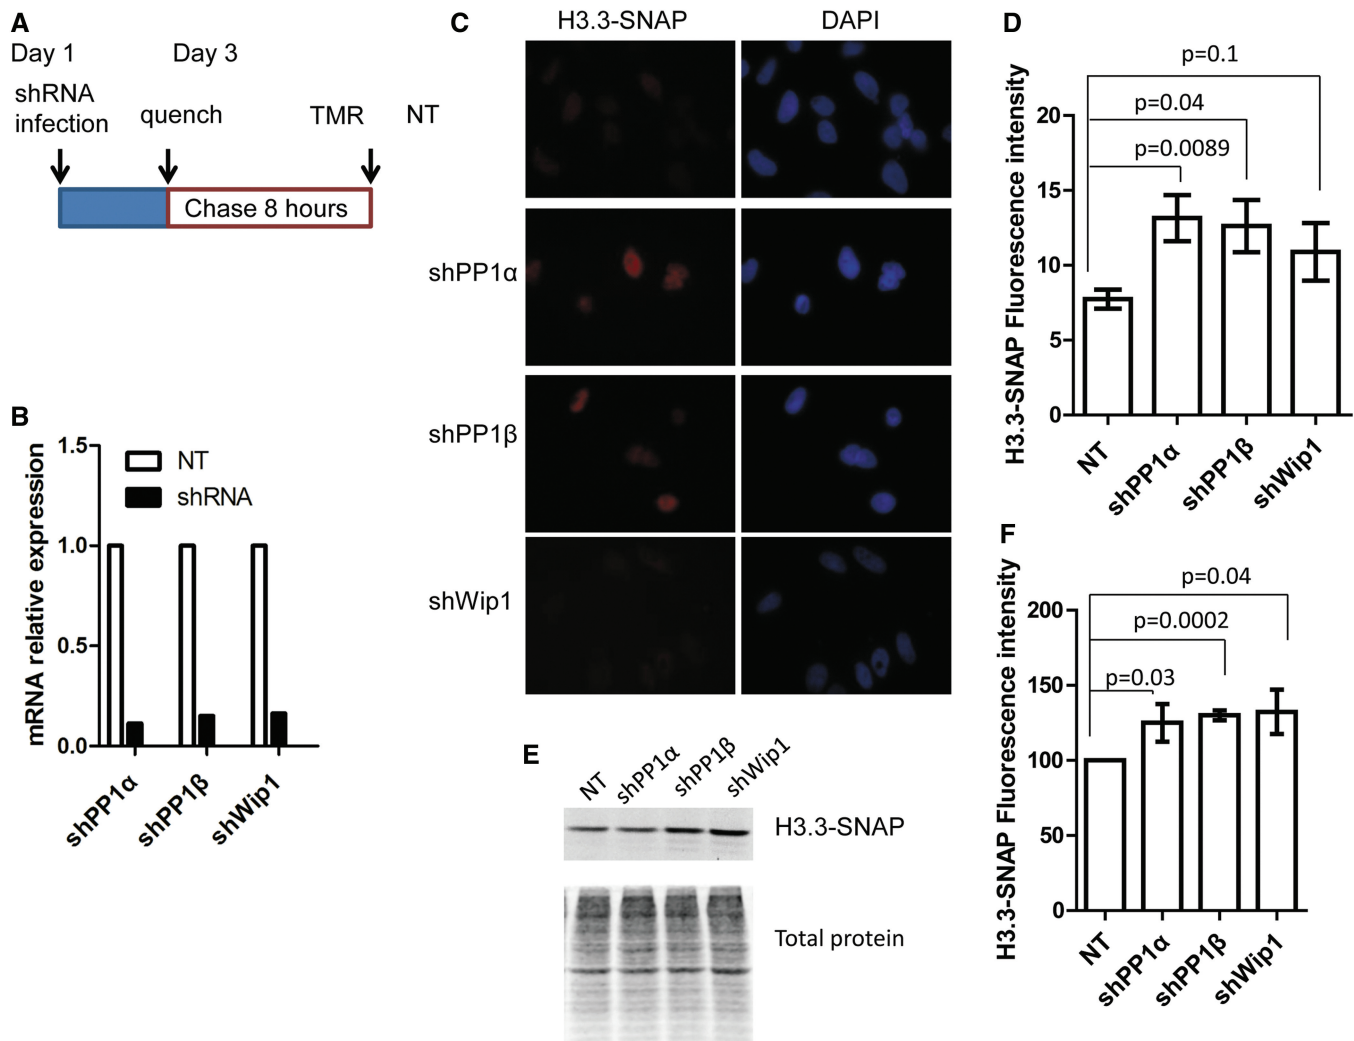 A
Day 1
Day 3
shRNA
infection
quench
TMR
NT
Chase 8 hours
B
mRNA relative expression
1.5
1.0
0.5
0.0
NT
shRNA
shPP1α
shPP1β
shWip1
C
H3.3-SNAP
DAPI
shPP1α
shPP1β
shWip1
D
H3.3-SNAP Fluorescence intensity
p=0.1
p=0.04
p=0.0089
20
15
10
5
0
NT
shPP1α
shPP1β
shWip1
E
NT
shPP1α
shPP1β
shWip1
H3.3-SNAP
Total protein
F
H3.3-SNAP Fluorescence intensity
p=0.04
p=0.0002
p=0.03
200
150
100
50
0
NT
shPP1α
shPP1β
shWip1